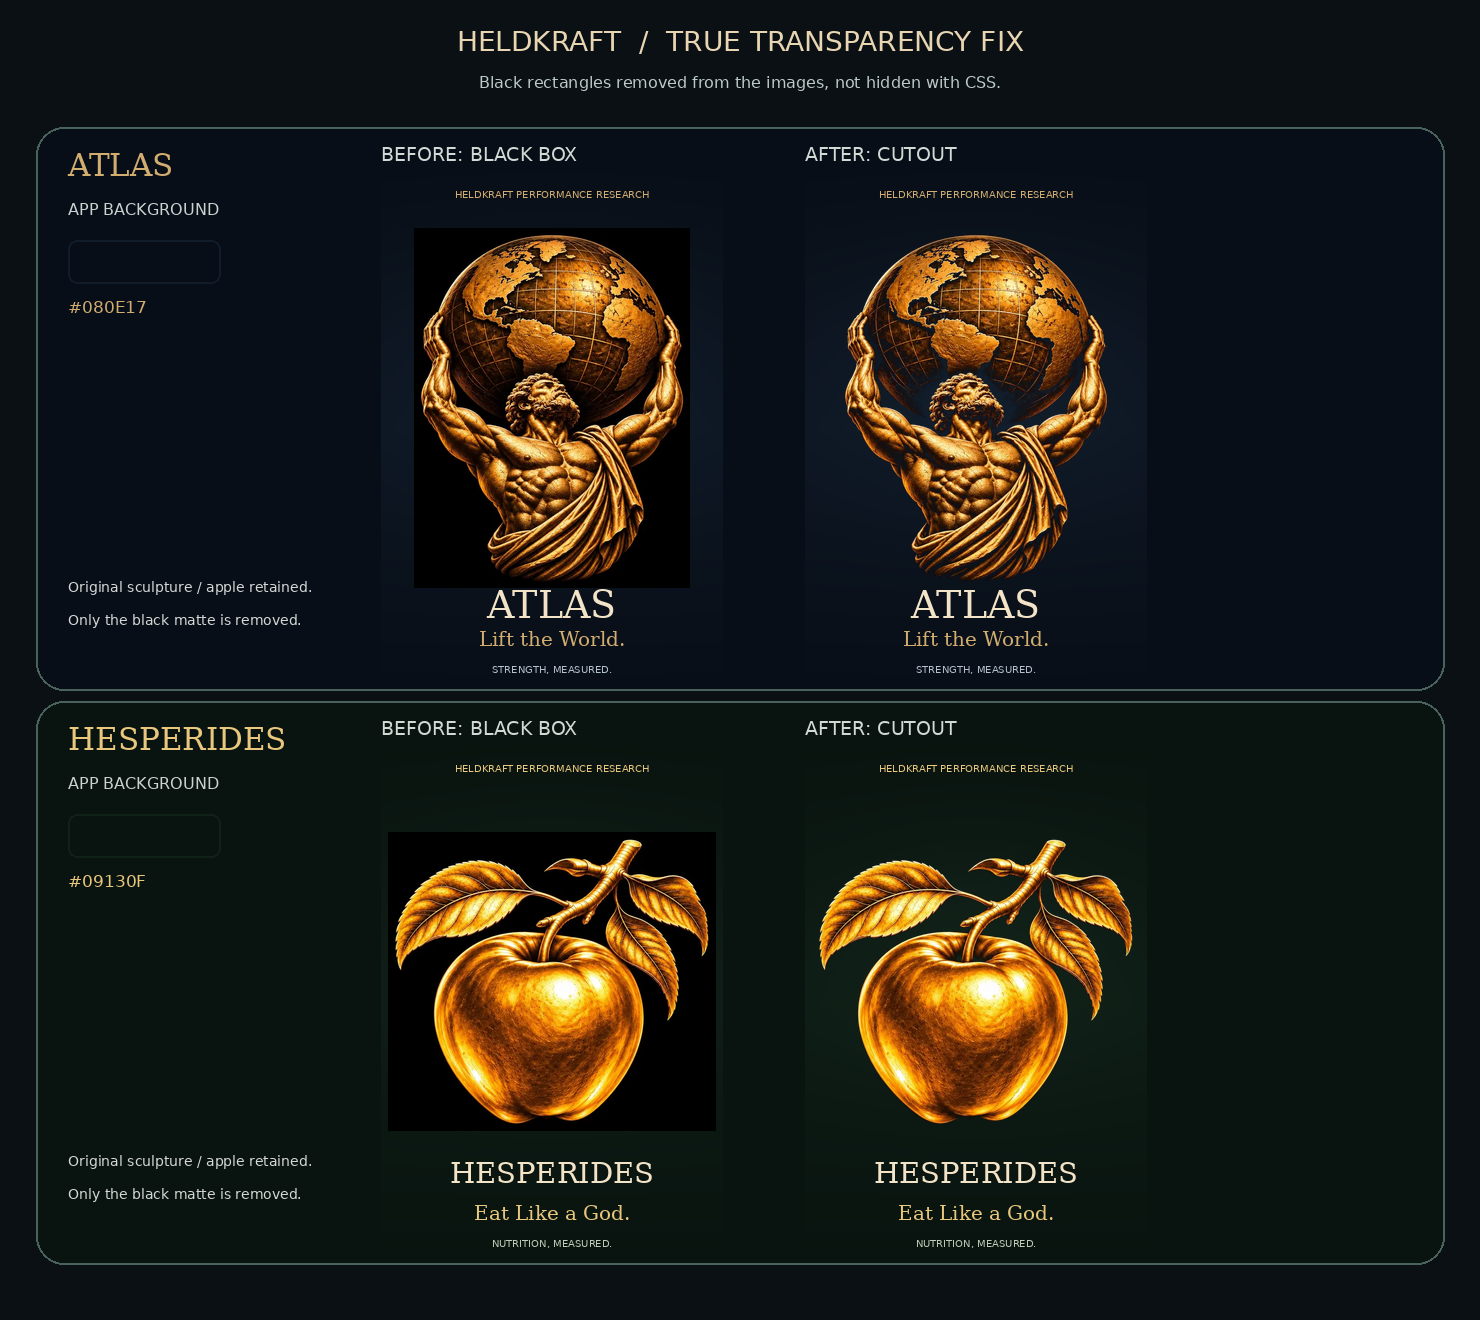 HELDKRAFT / TRUE TRANSPARENCY FIX
Black rectangles removed from the images, not hidden with CSS.
ATLAS
APP BACKGROUND
#080E17
Original sculpture / apple retained.
Only the black matte is removed.
BEFORE: BLACK BOX
HELDKRAFT PERFORMANCE RESEARCH
ATLAS
Lift the World.
STRENGTH, MEASURED.
AFTER: CUTOUT
HELDKRAFT PERFORMANCE RESEARCH
ATLAS
Lift the World.
STRENGTH, MEASURED.
HESPERIDES
APP BACKGROUND
#09130F
Original sculpture / apple retained.
Only the black matte is removed.
BEFORE: BLACK BOX
HELDKRAFT PERFORMANCE RESEARCH
HESPERIDES
Eat Like a God.
NUTRITION, MEASURED.
AFTER: CUTOUT
HELDKRAFT PERFORMANCE RESEARCH
HESPERIDES
Eat Like a God.
NUTRITION, MEASURED.